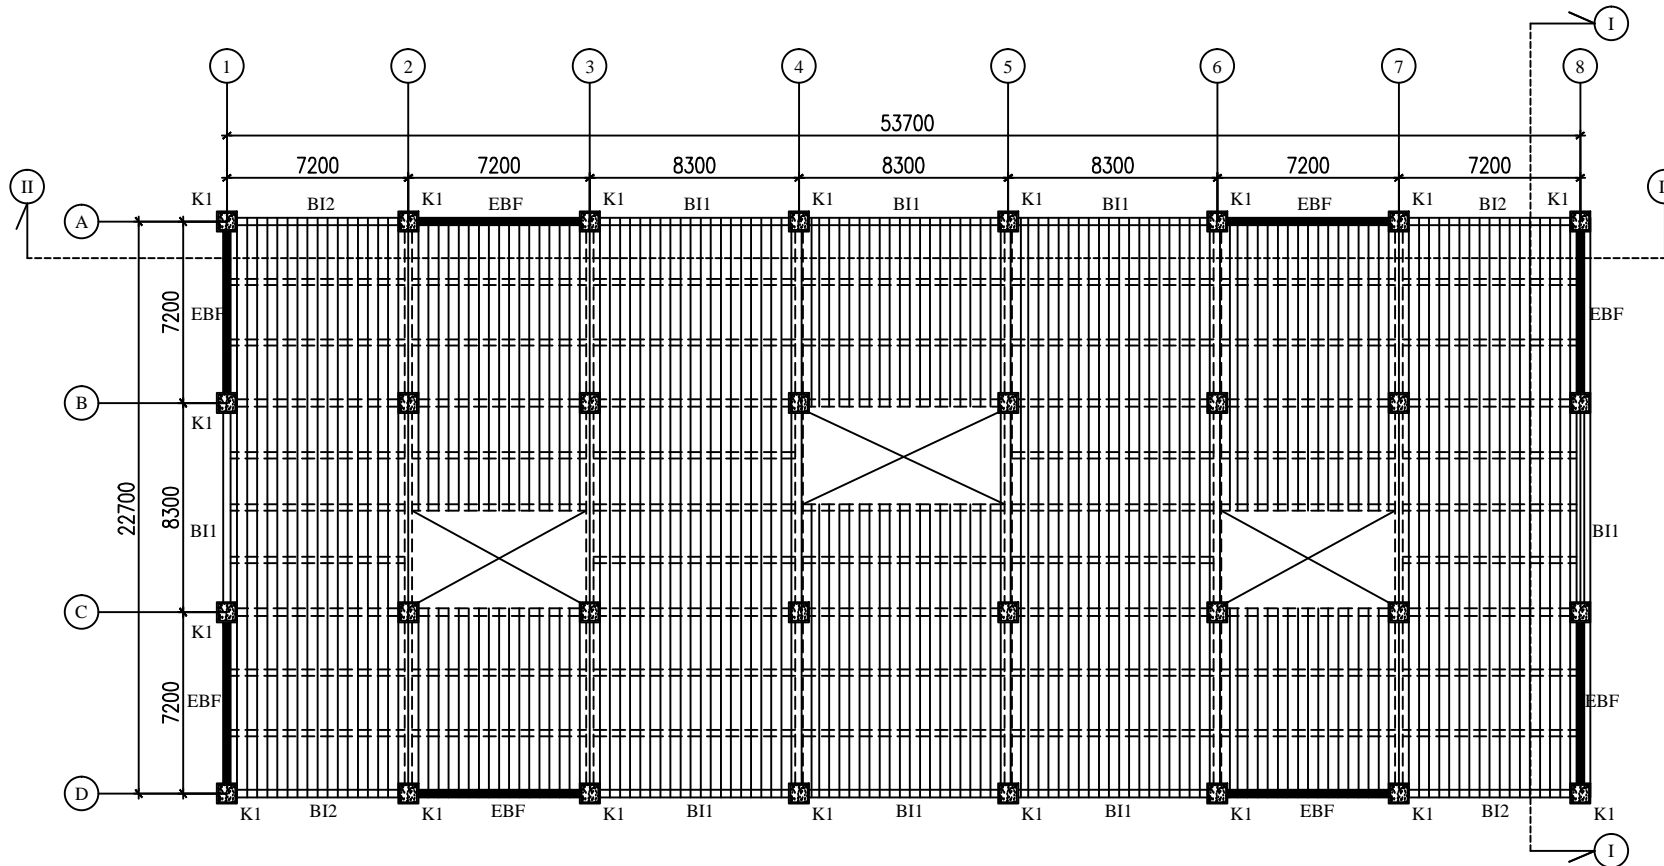 I
1 2 3 4 5 6 7 8
53700
7200 7200 8300 8300 8300 7200 7200
II
K1 BI2 K1 EBF K1 BI1 K1 BI1 K1 BI1 K1 EBF K1 BI2 K1
A
7200
EBF EBF
B
K1
22700
8300
BI1 BI1
C
K1
7200
EBF EBF
D
K1 BI2 K1 EBF K1 BI1 K1 BI1 K1 BI1 K1 EBF K1 BI2 K1
I